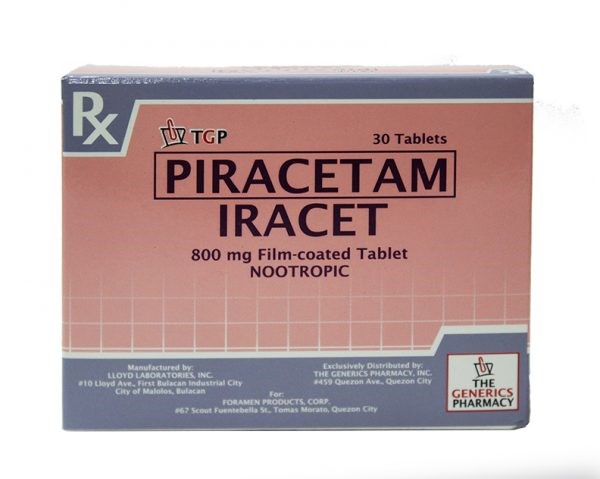 Rx
TGP
30 Tablets
PIRACETAM
IRACET
800 mg Film-coated Tablet
NOOTROPIC
Manufactured by:
LLOYD LABORATORIES, INC.
#10 Lloyd Ave., First Bulacan Industrial City
City of Malolos, Bulacan
Exclusively Distributed by:
THE GENERICS PHARMACY, INC.
#459 Quezon Ave., Quezon City
For:
FORAMEN PRODUCTS, CORP.
#67 Scout Fuentebella St., Tomas Morato, Quezon City
THE
GENERICS
PHARMACY